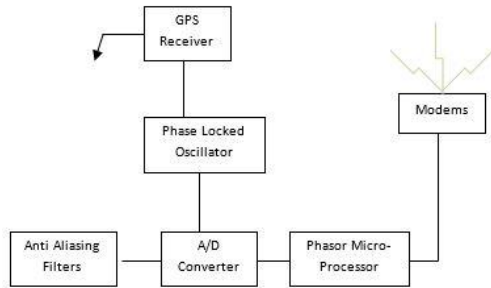 GPS
Receiver
Modems
Phase Locked
Oscillator
Anti Aliasing
Filters
A/D
Converter
Phasor Micro-
Processor